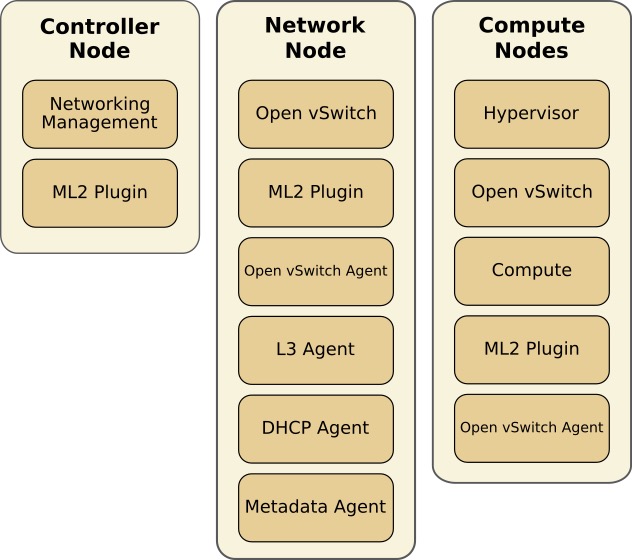 Controller
Node
Networking
Management
ML2 Plugin
Network
Node
Open vSwitch
ML2 Plugin
Open vSwitch Agent
L3 Agent
DHCP Agent
Metadata Agent
Compute
Nodes
Hypervisor
Open vSwitch
Compute
ML2 Plugin
Open vSwitch Agent